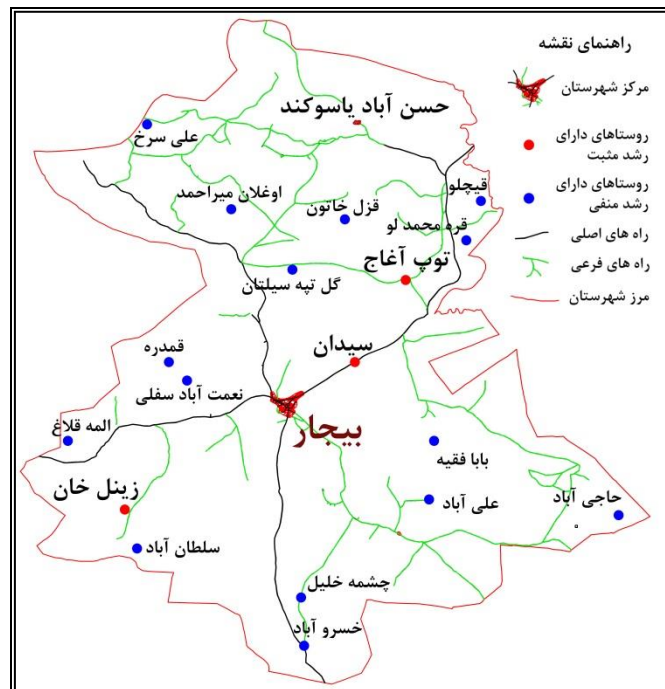 راهنمای نقشه
مرکز شهرستان
روستاهای دارای
رشد مثبت
روستاهای دارای
رشد منفی
راه های اصلی
راه های فرعی
مرز شهرستان
حسن آباد یاسوکند
علی سرخ
اوغلان میراحمد
قزل خاتون
قیچلو
قره محمد لو
توپ آغاج
گل تپه سیلتان
سیدان
قمدره
نعمت آباد سفلی
بیجار
المه قلاغ
بابا فقیه
زینل خان
علی آباد
حاجی آباد
سلطان آباد
چشمه خلیل
خسرو آباد